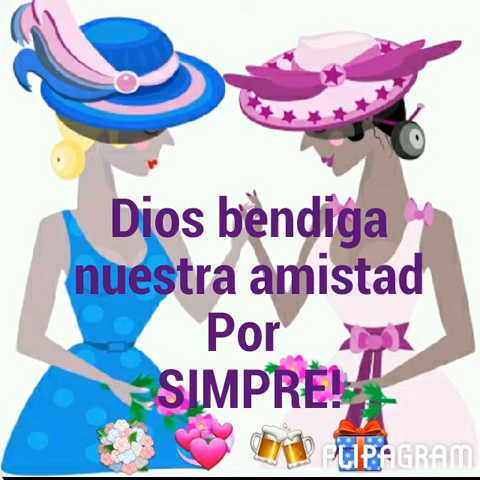 Dios bendiga
nuestra amistad
Por
SIMPRE!
FLIPAGRAM